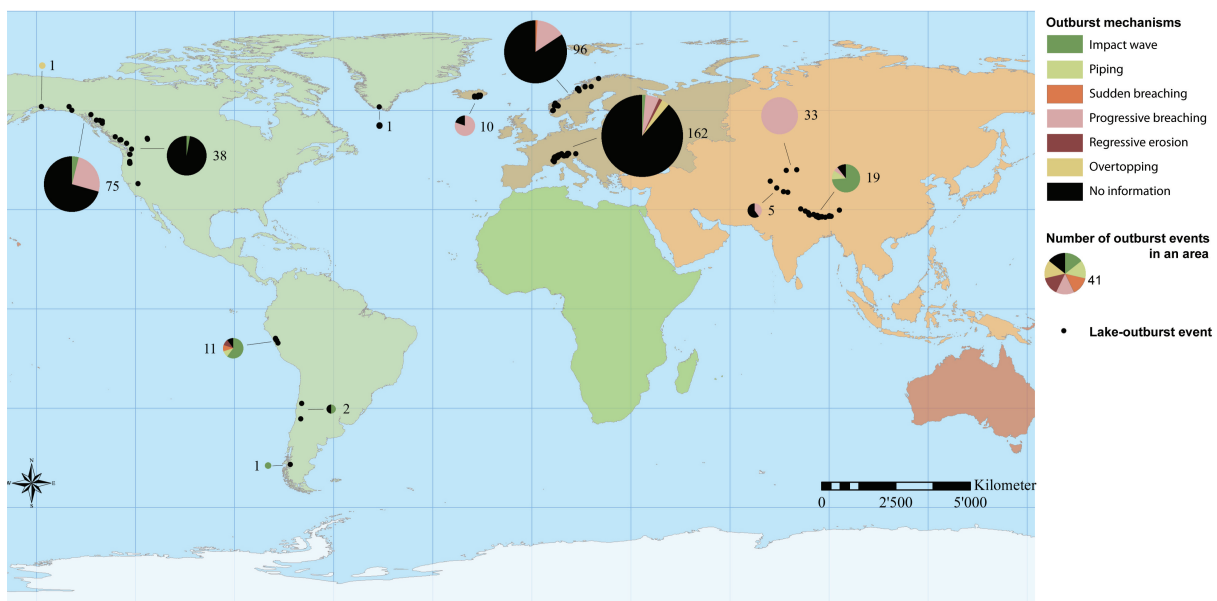 Outburst mechanisms
Impact wave
Piping
Sudden breaching
Progressive breaching
Regressive erosion
Overtopping
No information
Number of outburst events
in an area
41
Lake-outburst event
1
96
1
10
162
33
38
75
19
5
11
2
1
N
W
E
S
Kilometer
0
2'500
5'000